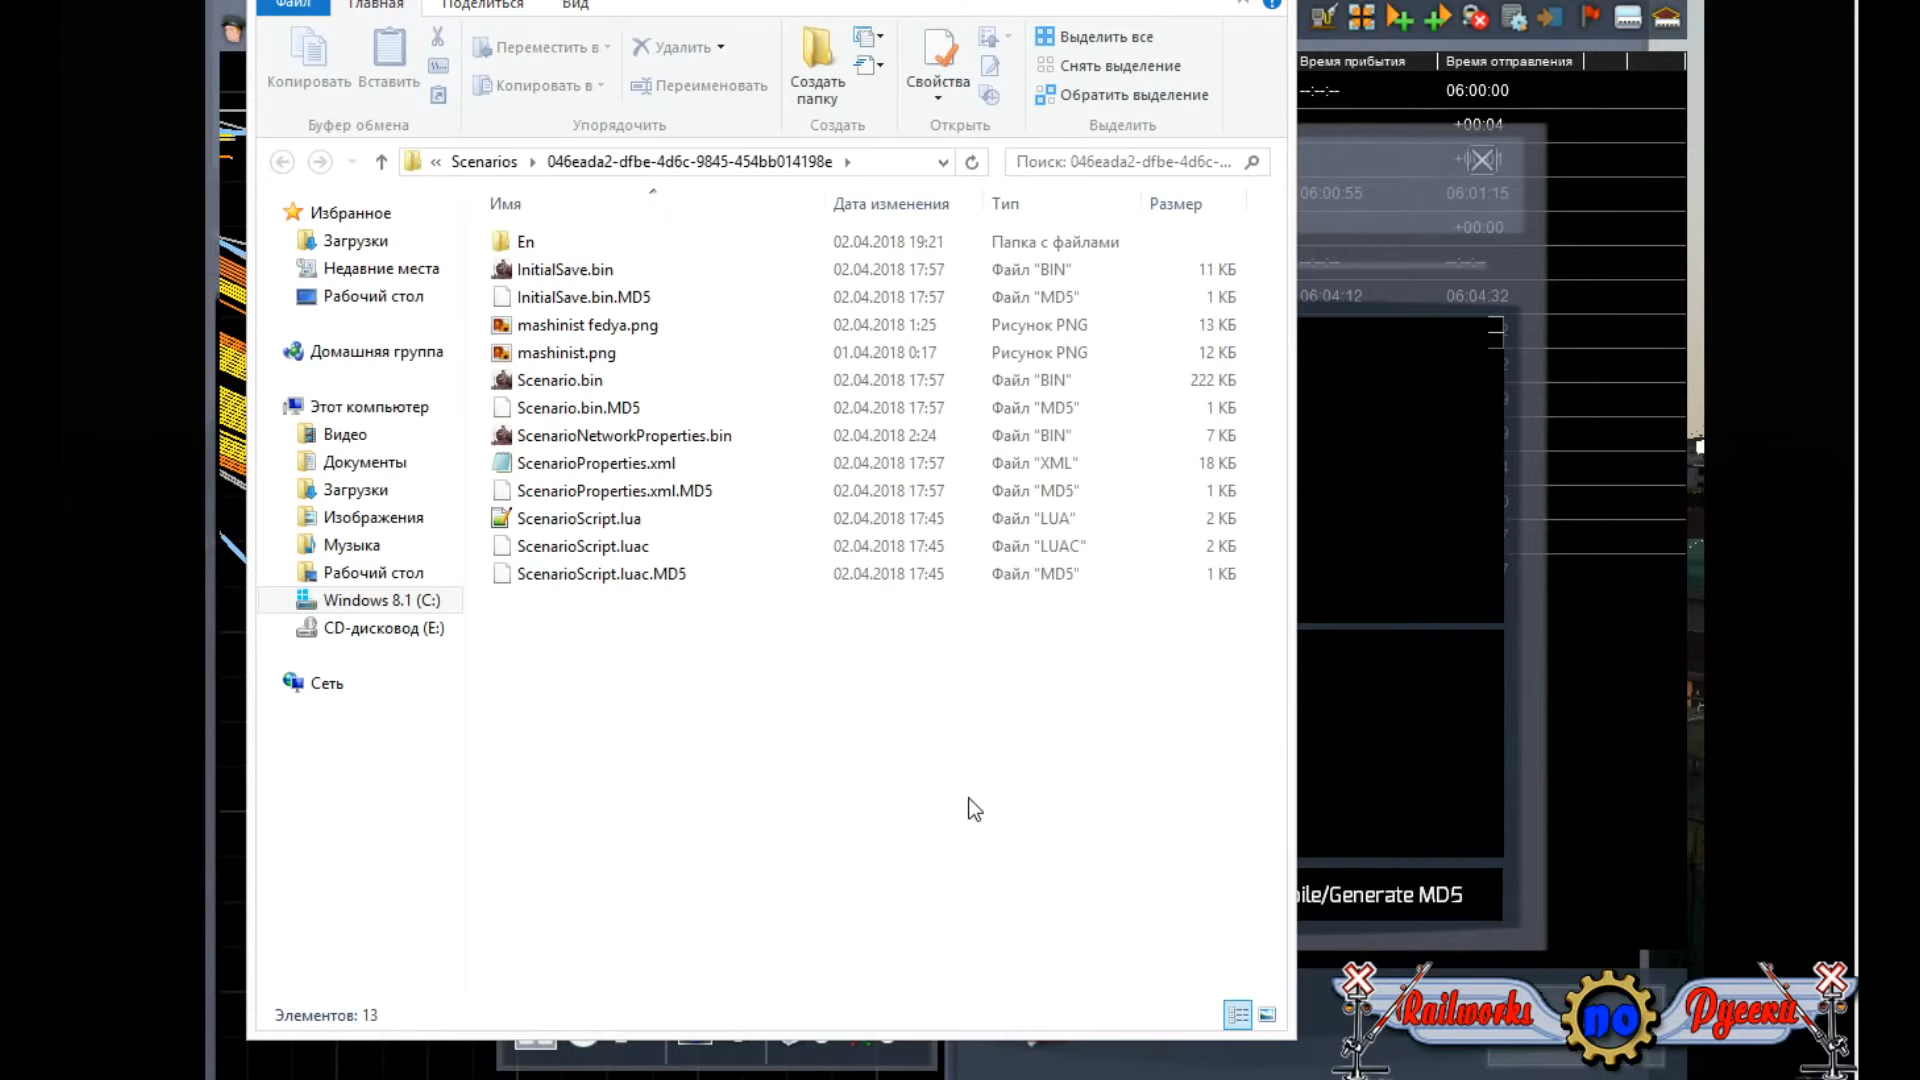 Файл Главная Поделиться Вид
Копировать Вставить
Переместить в
Копировать в
Удалить
Переименовать
Создать
папку
Свойства
Выделить все
Снять выделение
Обратить выделение
Буфер обмена Упорядочить Создать Открыть Выделить
« Scenarios 046eada2-dfbe-4d6c-9845-454bb014198e
Поиск: 046eada2-dfbe-4d6c-...
Избранное
Загрузки
Недавние места
Рабочий стол
Домашняя группа
Этот компьютер
Видео
Документы
Загрузки
Изображения
Музыка
Рабочий стол
Windows 8.1 (C:)
CD-дисковод (E:)
Сеть
Имя Дата изменения Тип Размер
En 02.04.2018 19:21 Папка с файлами
InitialSave.bin 02.04.2018 17:57 Файл "BIN" 11 КБ
InitialSave.bin.MD5 02.04.2018 17:57 Файл "MD5" 1 КБ
mashinist fedya.png 02.04.2018 1:25 Рисунок PNG 13 КБ
mashinist.png 01.04.2018 0:17 Рисунок PNG 12 КБ
Scenario.bin 02.04.2018 17:57 Файл "BIN" 222 КБ
Scenario.bin.MD5 02.04.2018 17:57 Файл "MD5" 1 КБ
ScenarioNetworkProperties.bin 02.04.2018 2:24 Файл "BIN" 7 КБ
ScenarioProperties.xml 02.04.2018 17:57 Файл "XML" 18 КБ
ScenarioProperties.xml.MD5 02.04.2018 17:57 Файл "MD5" 1 КБ
ScenarioScript.lua 02.04.2018 17:45 Файл "LUA" 2 КБ
ScenarioScript.luac 02.04.2018 17:45 Файл "LUAC" 2 КБ
ScenarioScript.luac.MD5 02.04.2018 17:45 Файл "MD5" 1 КБ
Элементов: 13
Время прибытия Время отправления
--:--:-- 06:00:00
+00:04
06:00:55 06:01:15
+00:00
--:--:-- --:--:--
06:04:12 06:04:32
ile/Generate MD5
Railworks по Русски